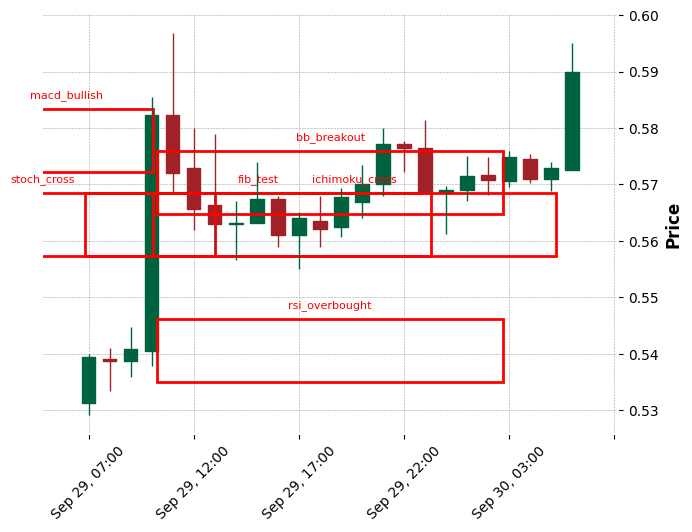 0.60
0.59
macd_bullish
0.58
bb_breakout
stoch_cross
fib_test
ichimoku_cross
0.57
Price
0.56
0.55
rsi_overbought
0.54
0.53
Sep 29, 07:00
Sep 29, 12:00
Sep 29, 17:00
Sep 29, 22:00
Sep 30, 03:00